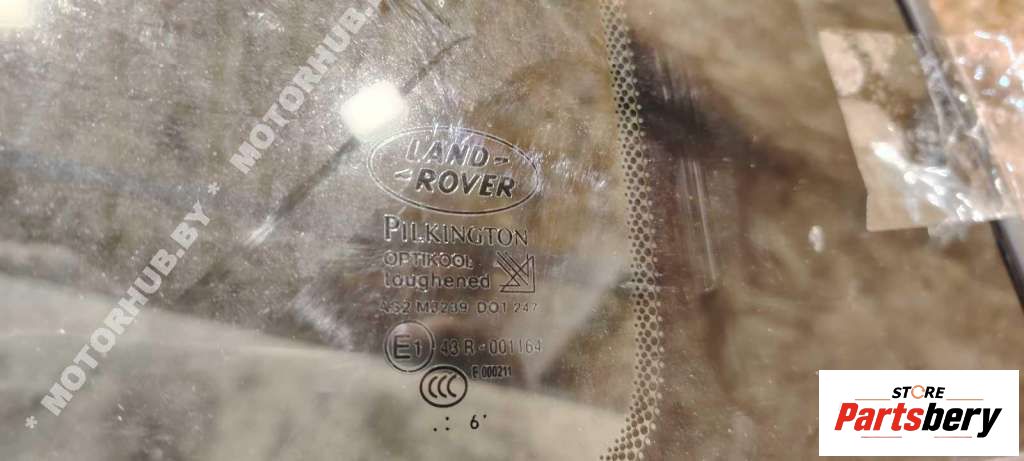 * MOTORHUB.BY * MOTORHUB.BY
LAND-
-ROVER
PILKINGTON
OPTIKOOL
toughened
AS2 M3239 DOT 247
E1 43 R - 001164
E 000211
CCC
.: 6'
STORE
Partsbery